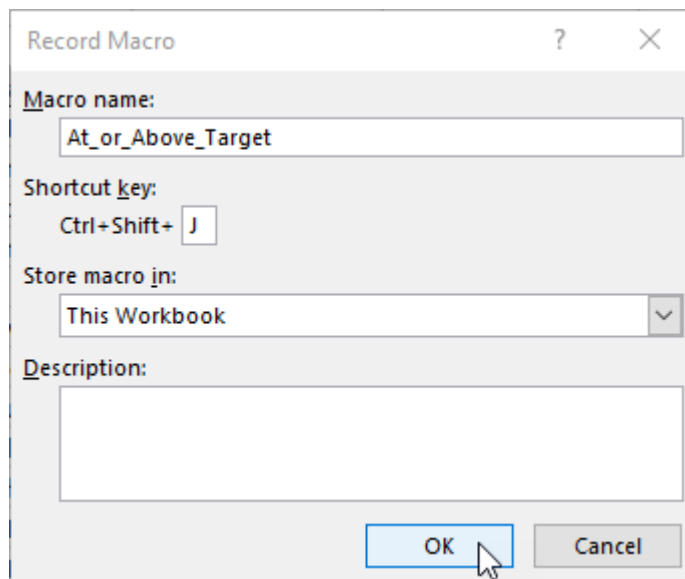 Record Macro ?
Macro name:
At_or_Above_Target
Shortcut key:
Ctrl+Shift+ J
Store macro in:
This Workbook
Description:
OK Cancel